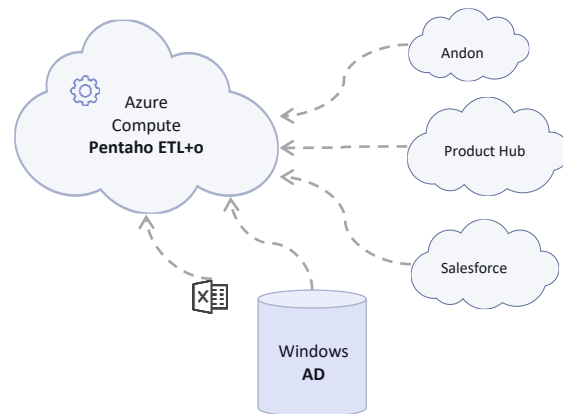 Azure
Compute
Pentaho ETL+o
Andon
Product Hub
Salesforce
Windows
AD